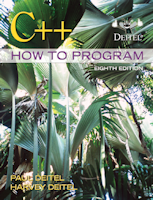 C++
DEITEL®
HOW TO PROGRAM
EIGHTH EDITION
PAUL DEITEL
HARVEY DEITEL